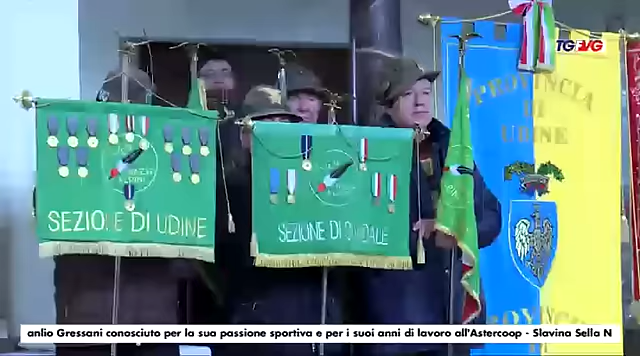 TGFVG
PROVINCIA
DI
UDINE
SEZIONE DI UDINE
SEZIONE DI CIVIDALE
anlio Gressani conosciuto per la sua passione sportiva e per i suoi anni di lavoro all'Astercoop - Slavina Sella N